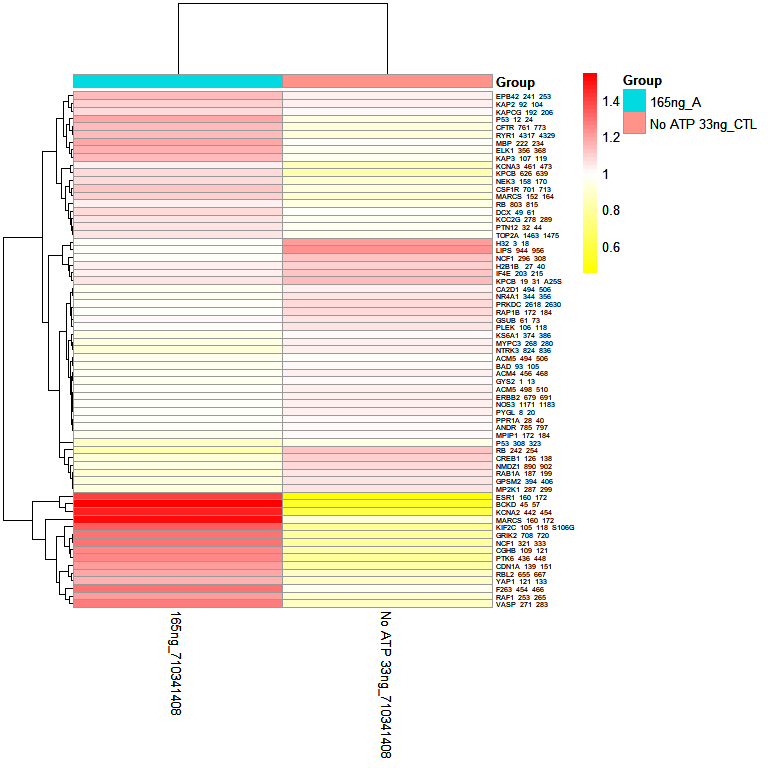 Group
EPB42 241 253
KAP2 92 104
KAPCG 192 206
P53 12 24
CFTR 761 773
RYR1 4317 4329
MBP 222 234
ELK1 356 368
KAP3 107 119
KCNA3 461 473
KPCB 626 639
NEK3 158 170
CSF1R 701 713
MARCS 152 164
RB 803 815
DCX 49 61
KCC2G 278 289
PTN12 32 44
TOP2A 1463 1475
H32 3 18
LIPS 944 956
NCF1 296 308
H2B1B 27 40
IF4E 203 215
KPCB 19 31 A25S
CA2D1 494 506
NR4A1 344 356
PRKDC 2618 2630
RAP1B 172 184
GSUB 61 73
PLEK 106 118
KS6A1 374 386
MYPC3 268 280
NTRK3 824 836
ACM5 494 506
BAD 93 105
ACM4 456 468
GYS2 1 13
ACM5 498 510
ERBB2 679 691
NOS3 1171 1183
PYGL 8 20
PPR1A 28 40
ANDR 785 797
MPIP1 172 184
P53 308 323
RB 242 254
CREB1 126 138
NMDZ1 890 902
RAB1A 187 199
GPSM2 394 406
MP2K1 287 299
ESR1 160 172
BCKD 45 57
KCNA2 442 454
MARCS 160 172
KIF2C 105 118 S106G
GRIK2 708 720
NCF1 321 333
CGHB 109 121
PTK6 436 448
CDN1A 139 151
RBL2 655 667
YAP1 121 133
F263 454 466
RAF1 253 265
VASP 271 283
165ng_710341408
No ATP 33ng_710341408
1.4
1.2
1
0.8
0.6
Group
165ng_A
No ATP 33ng_CTL